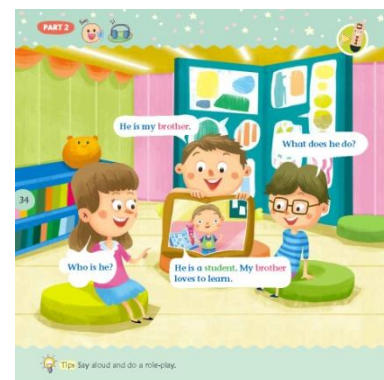 PART 2
He is my brother.
What does he do?
34
Who is he?
He is a student. My brother
loves to learn.
Tips Say aloud and do a role-play.